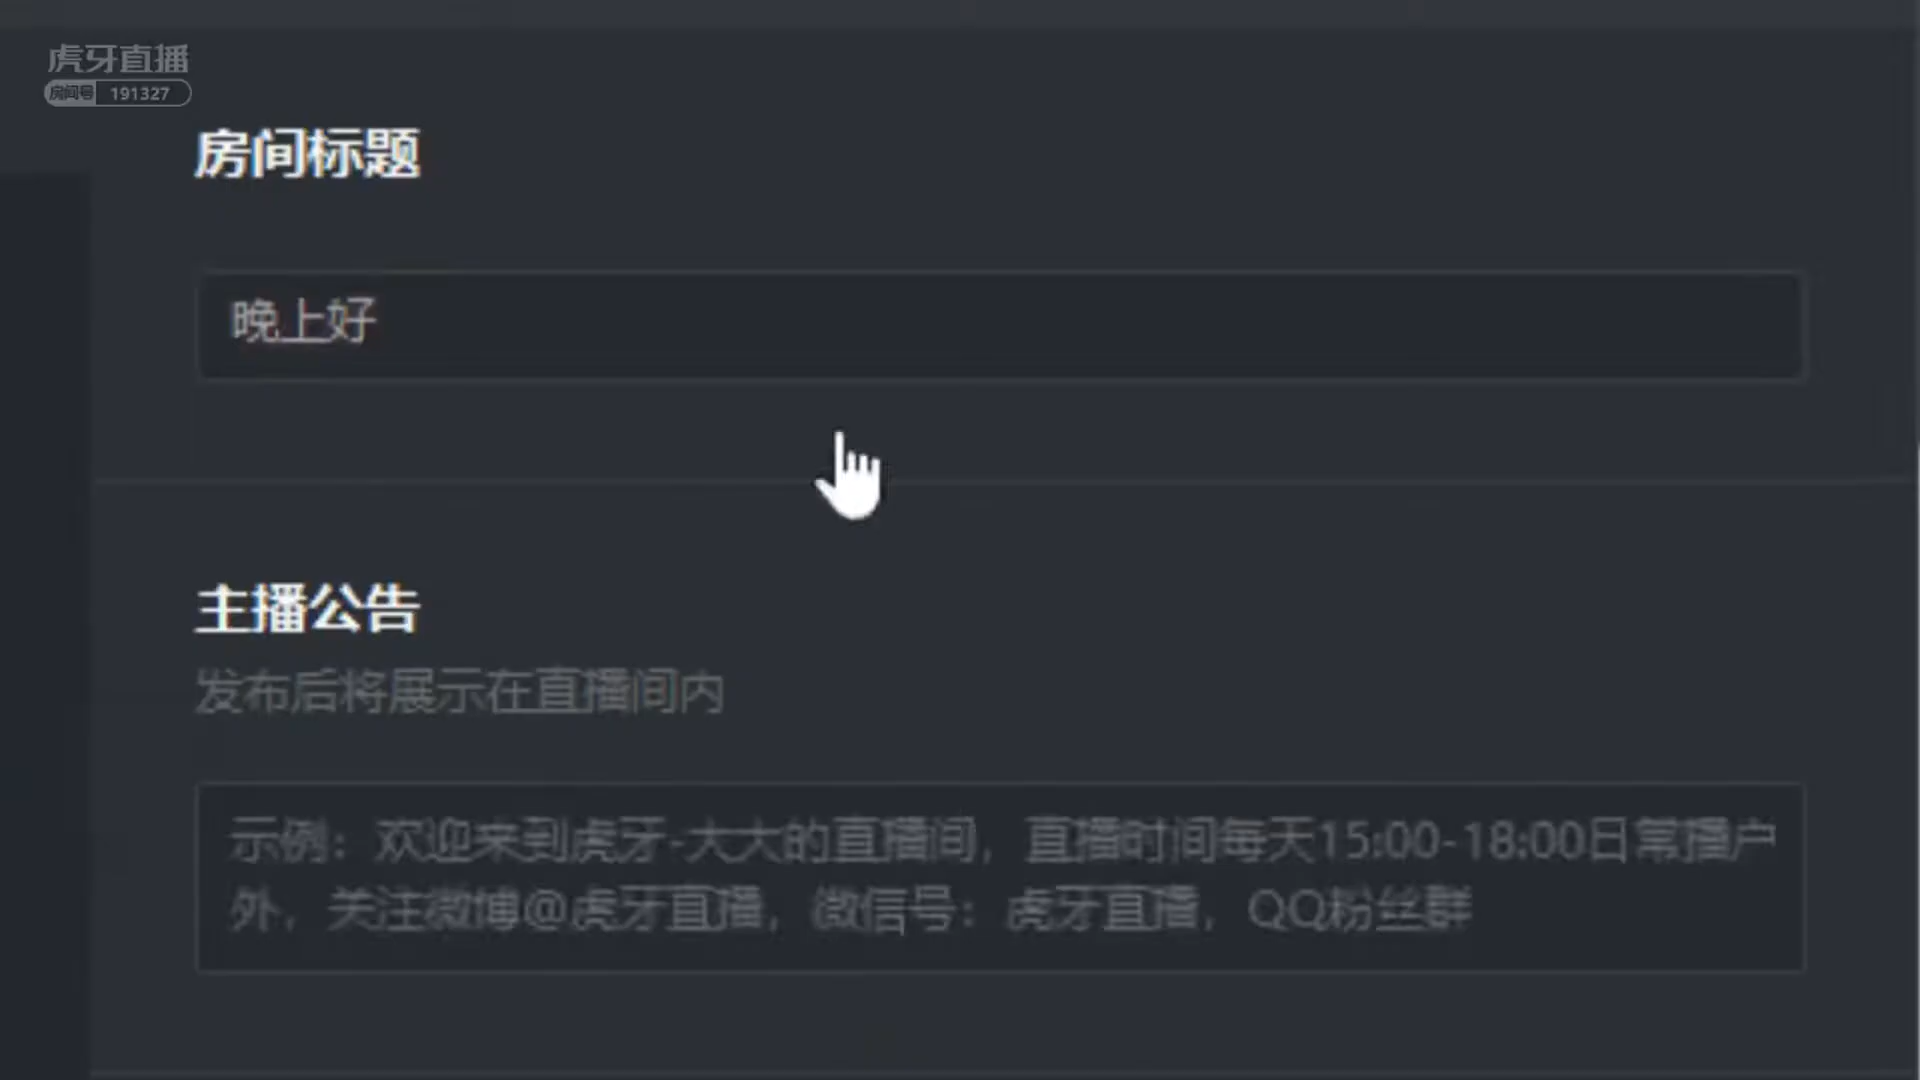 虎牙直播
房间号 191327
房间标题
晚上好
主播公告
发布后将展示在直播间内
示例：欢迎来到虎牙-大大的直播间，直播时间每天15:00-18:00日常播户
外，关注微博@虎牙直播，微信号：虎牙直播，QQ粉丝群